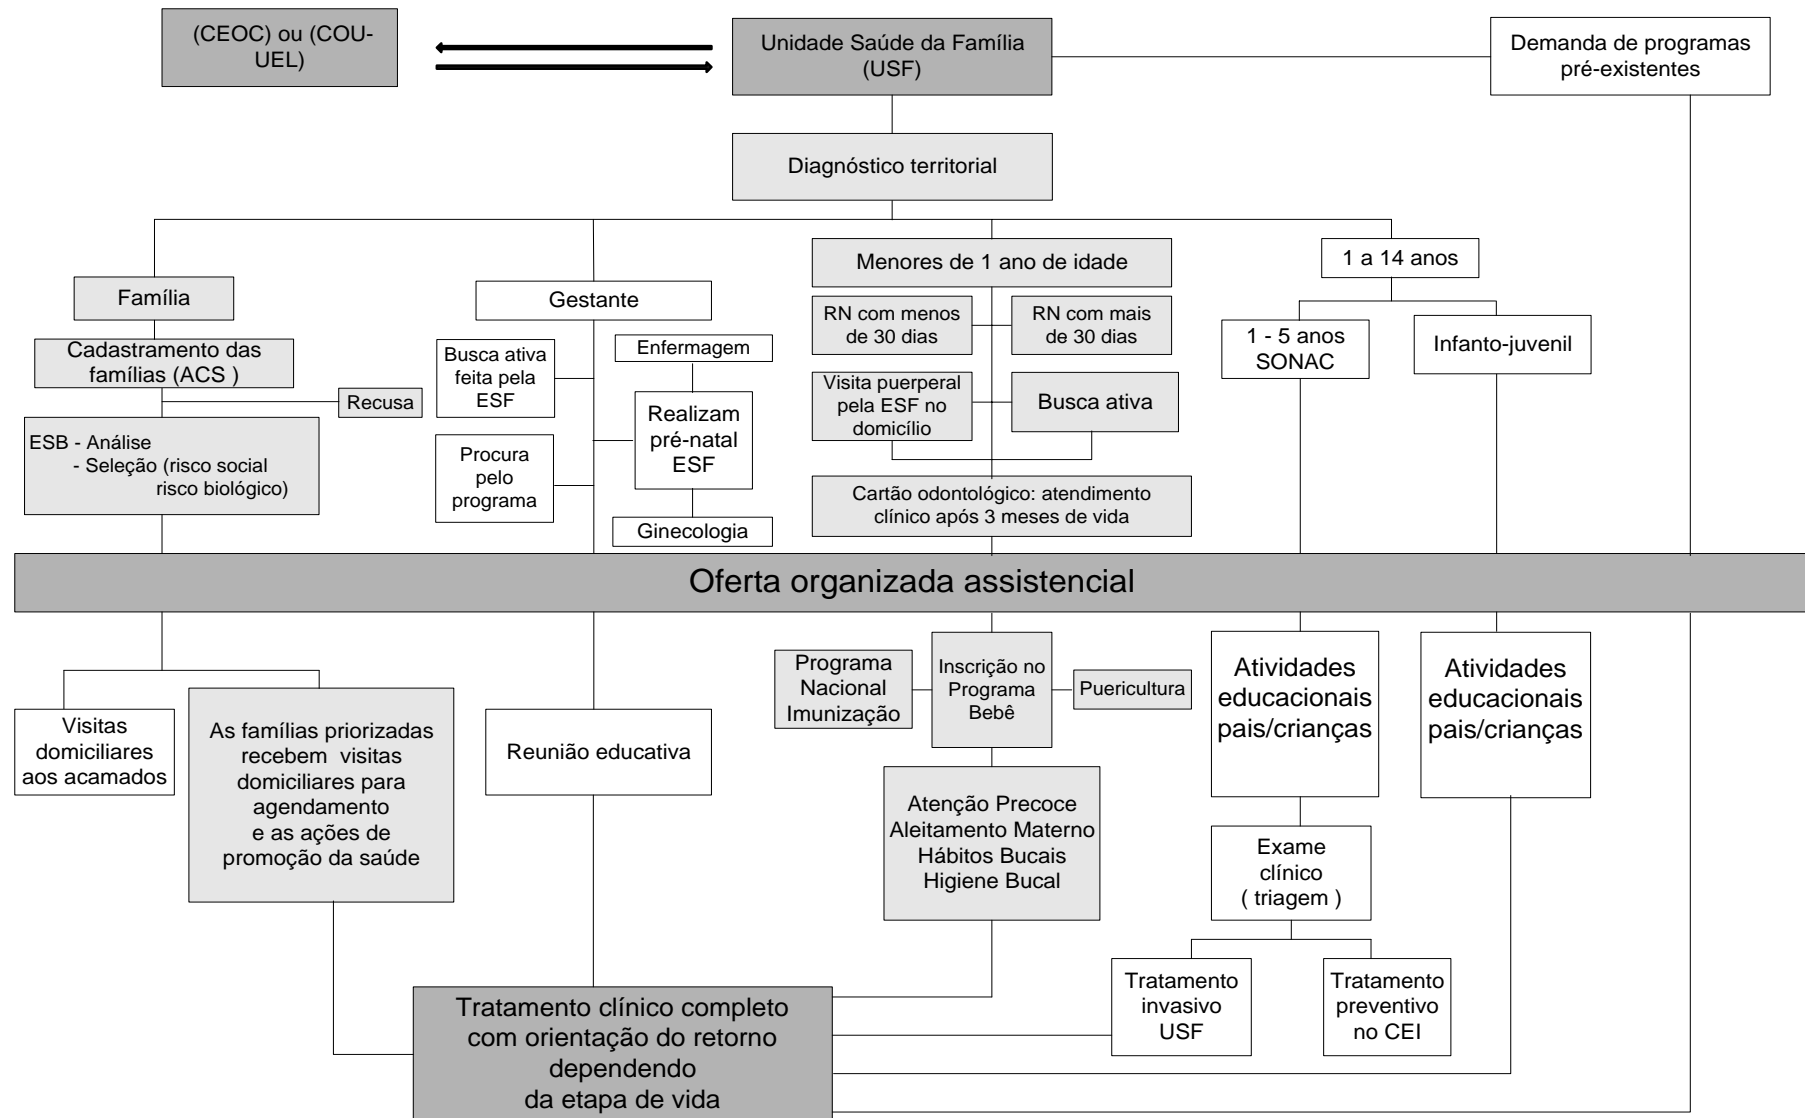 (CEOC) ou (COU-
UEL)
Unidade Saúde da Família
(USF)
Demanda de programas
pré-existentes
Diagnóstico territorial
Família
Cadastramento das
famílias (ACS )
Recusa
ESB - Análise
- Seleção (risco social
risco biológico)
Gestante
Busca ativa
feita pela
ESF
Procura
pelo
programa
Enfermagem
Realizam
pré-natal
ESF
Ginecologia
Menores de 1 ano de idade
RN com menos
de 30 dias
RN com mais
de 30 dias
Visita puerperal
pela ESF no
domicílio
Busca ativa
Cartão odontológico: atendimento
clínico após 3 meses de vida
1 a 14 anos
1 - 5 anos
SONAC
Infanto-juvenil
Oferta organizada assistencial
Visitas
domiciliares
aos acamados
As famílias priorizadas
recebem visitas
domiciliares para
agendamento
e as ações de
promoção da saúde
Reunião educativa
Programa
Nacional
Imunização
Inscrição no
Programa
Bebê
Puericultura
Atenção Precoce
Aleitamento Materno
Hábitos Bucais
Higiene Bucal
Atividades
educacionais
pais/crianças
Atividades
educacionais
pais/crianças
Exame
clínico
( triagem )
Tratamento
invasivo
USF
Tratamento
preventivo
no CEI
Tratamento clínico completo
com orientação do retorno
dependendo
da etapa de vida